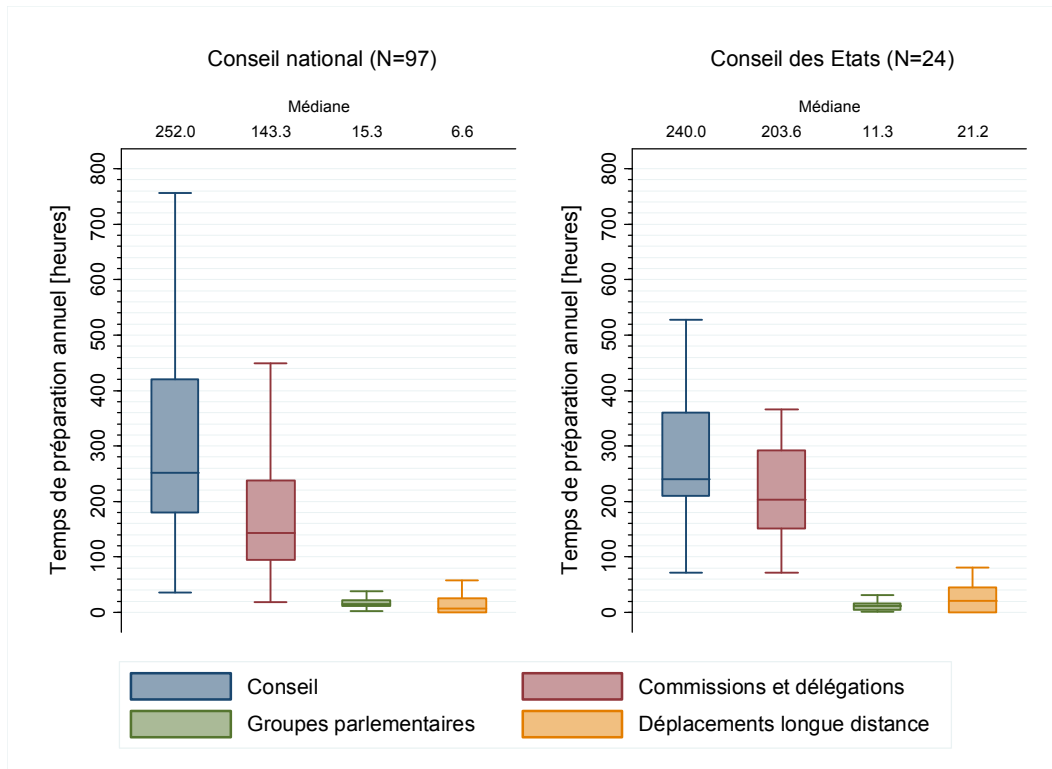 Conseil national (N=97)
Médiane
252.0 143.3 15.3 6.6
Temps de préparation annuel [heures]
800
700
600
500
400
300
200
100
0
Conseil des Etats (N=24)
Médiane
240.0 203.6 11.3 21.2
Temps de préparation annuel [heures]
800
700
600
500
400
300
200
100
0
Conseil
Commissions et délégations
Groupes parlementaires
Déplacements longue distance